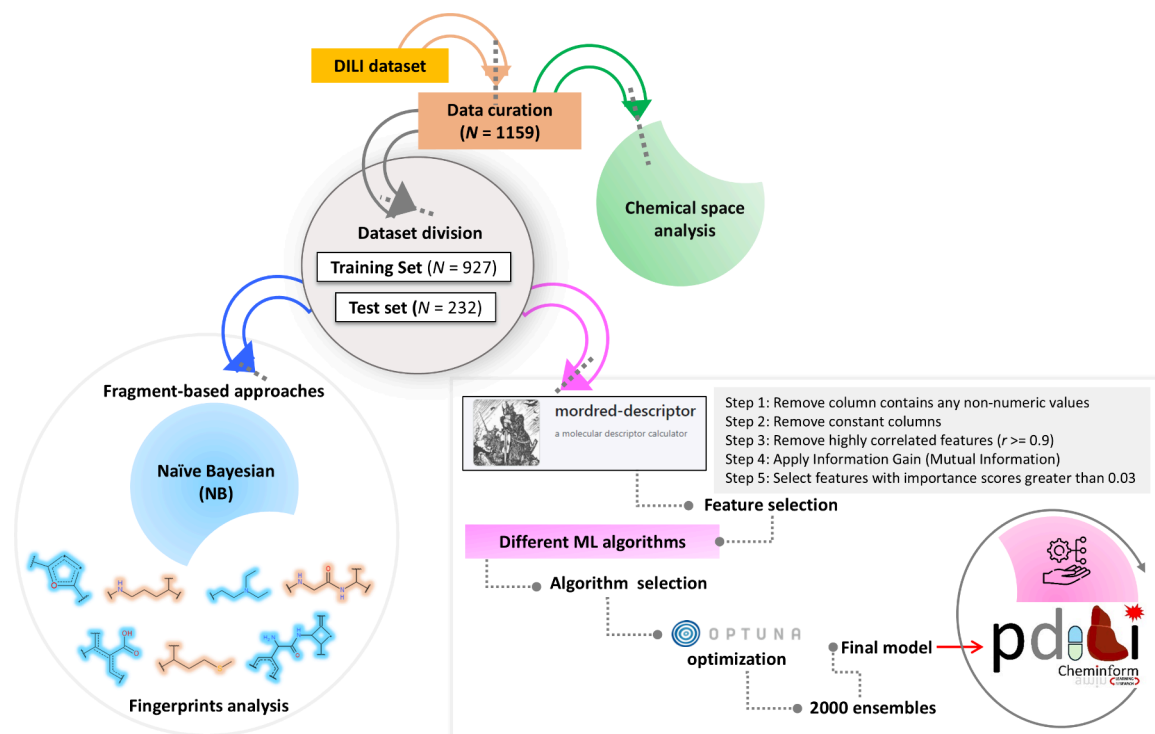 DILI dataset
Data curation
(N = 1159)
Chemical space
analysis
Dataset division
Training Set (N = 927)
Test set (N = 232)
Fragment-based approaches
Naïve Bayesian
(NB)
H
N
O
N
H
N
O
O
OH
S
H₂N
O
Fingerprints analysis
mordred-descriptor
a molecular descriptor calculator
Step 1: Remove column contains any non-numeric values
Step 2: Remove constant columns
Step 3: Remove highly correlated features (r >= 0.9)
Step 4: Apply Information Gain (Mutual Information)
Step 5: Select features with importance scores greater than 0.03
Feature selection
Different ML algorithms
Algorithm selection
OPTUNA
optimization
2000 ensembles
Final model
pdiLi
Cheminform